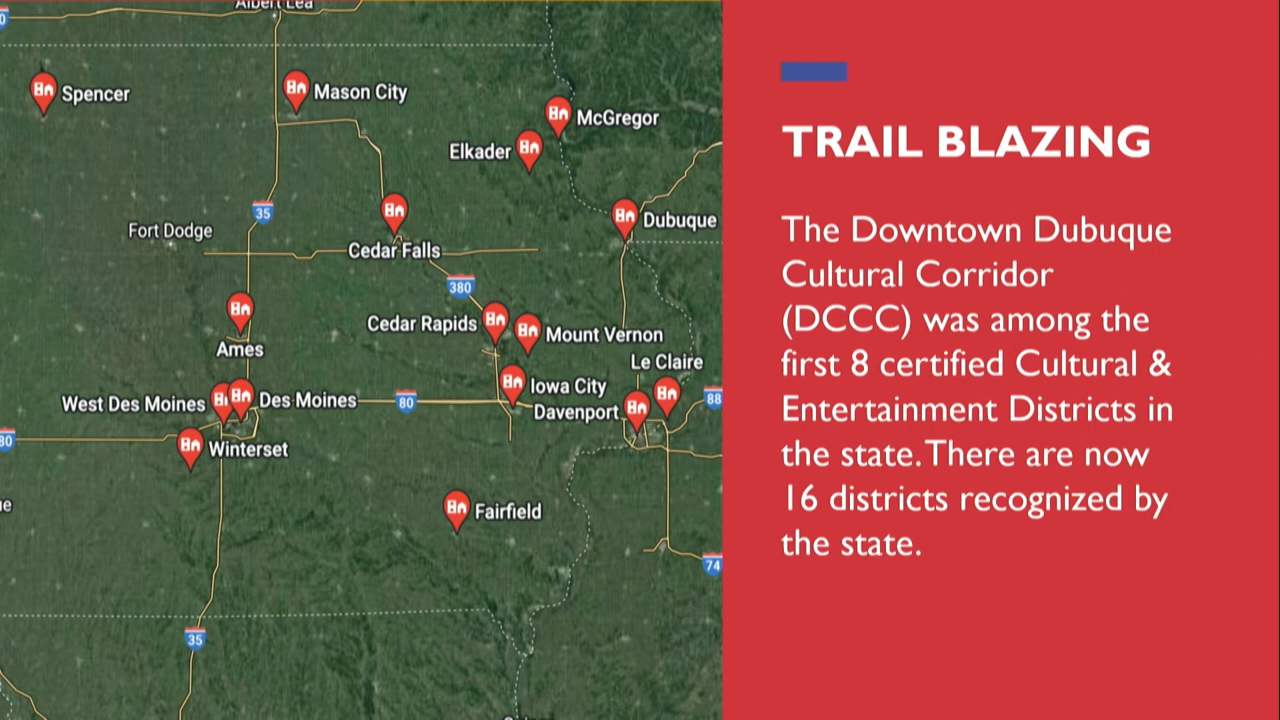 Albert Lea
Spencer
Mason City
McGregor
Elkader
35
Dubuque
Fort Dodge
Cedar Falls
380
Cedar Rapids
Mount Vernon
Ames
Le Claire
Iowa City
West Des Moines
Des Moines
80
88
Davenport
80
Winterset
Fairfield
74
35
TRAIL BLAZING
The Downtown Dubuque
Cultural Corridor
(DCCC) was among the
first 8 certified Cultural &
Entertainment Districts in
the state. There are now
16 districts recognized by
the state.